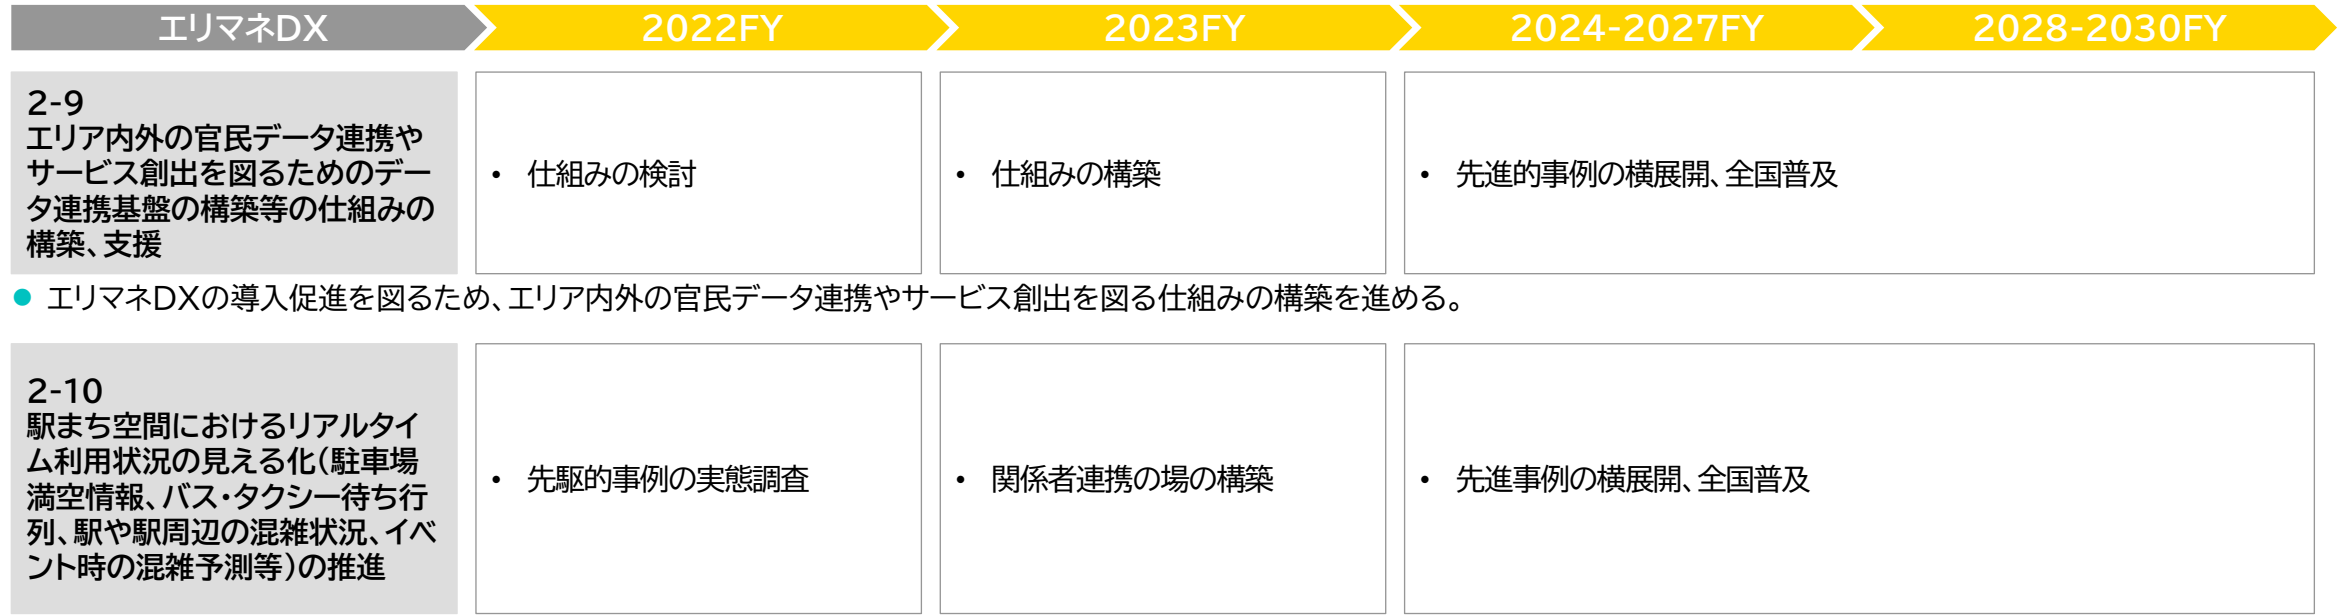 エリマネDX
2022FY
2023FY
2024-2027FY
2028-2030FY
2-9
エリア内外の官民データ連携や
サービス創出を図るためのデー
タ連携基盤の構築等の仕組みの
構築、支援
• 仕組みの検討
• 仕組みの構築
• 先進的事例の横展開、全国普及
● エリマネDXの導入促進を図るため、エリア内外の官民データ連携やサービス創出を図る仕組みの構築を進める。
2-10
駅まち空間におけるリアルタイ
ム利用状況の見える化(駐車場
満空情報、バス・タクシー待ち行
列、駅や駅周辺の混雑状況、イベ
ント時の混雑予測等)の推進
• 先駆的事例の実態調査
• 関係者連携の場の構築
• 先進事例の横展開、全国普及